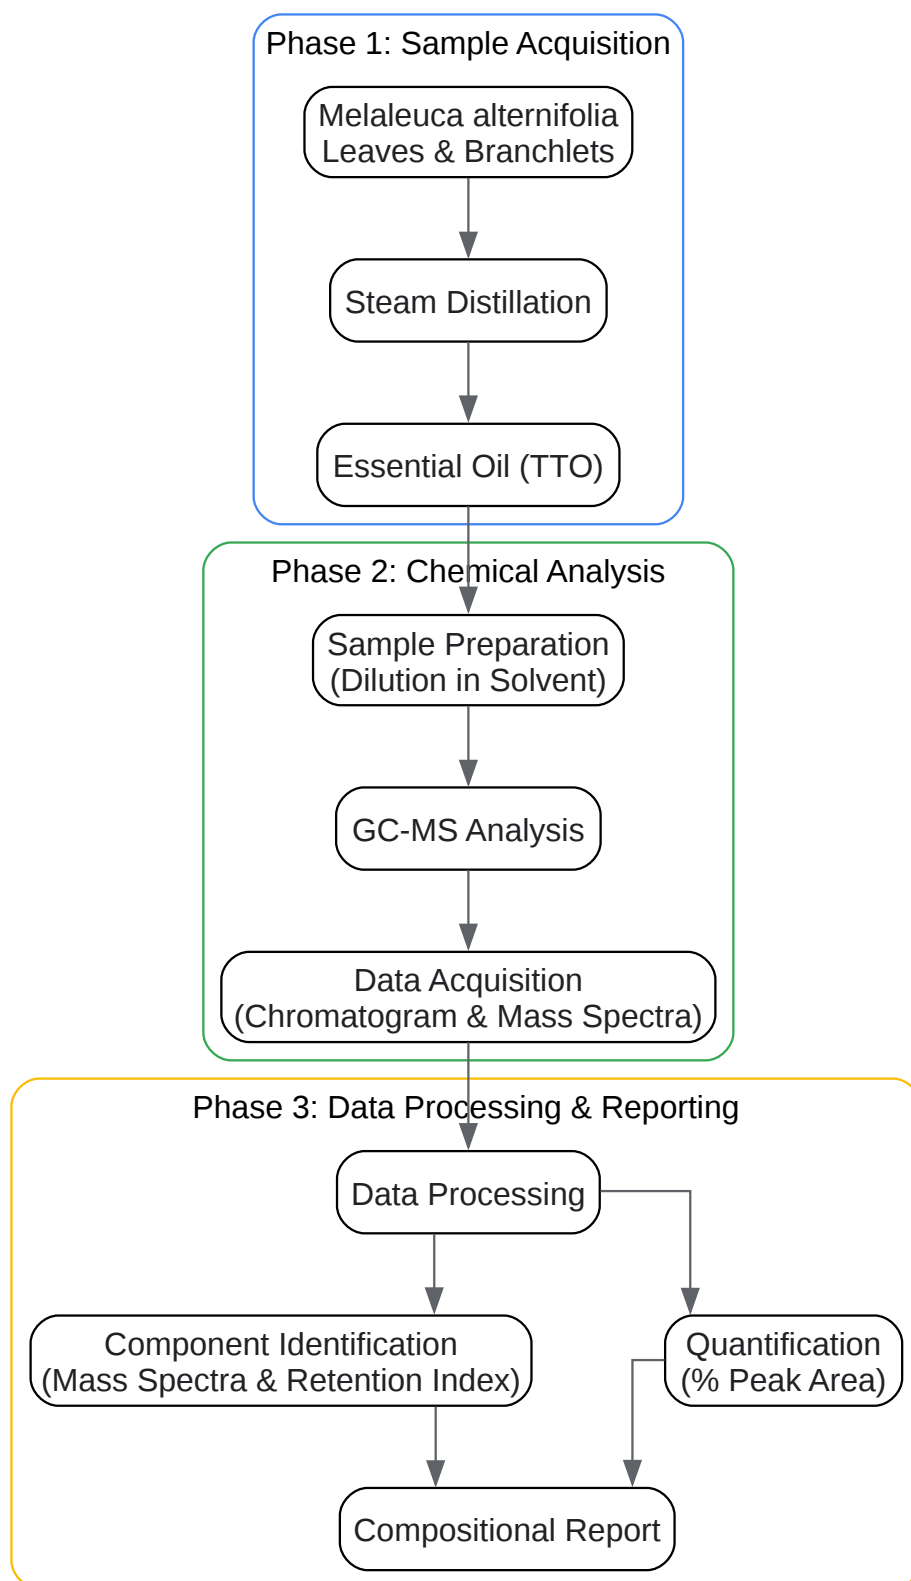 Phase 1: Sample Acquisition
Melaleuca alternifolia
Leaves & Branchlets
Steam Distillation
Essential Oil (TTO)
Phase 2: Chemical Analysis
Sample Preparation
(Dilution in Solvent)
GC-MS Analysis
Data Acquisition
(Chromatogram & Mass Spectra)
Phase 3: Data Processing & Reporting
Data Processing
Component Identification
(Mass Spectra & Retention Index)
Quantification
(% Peak Area)
Compositional Report